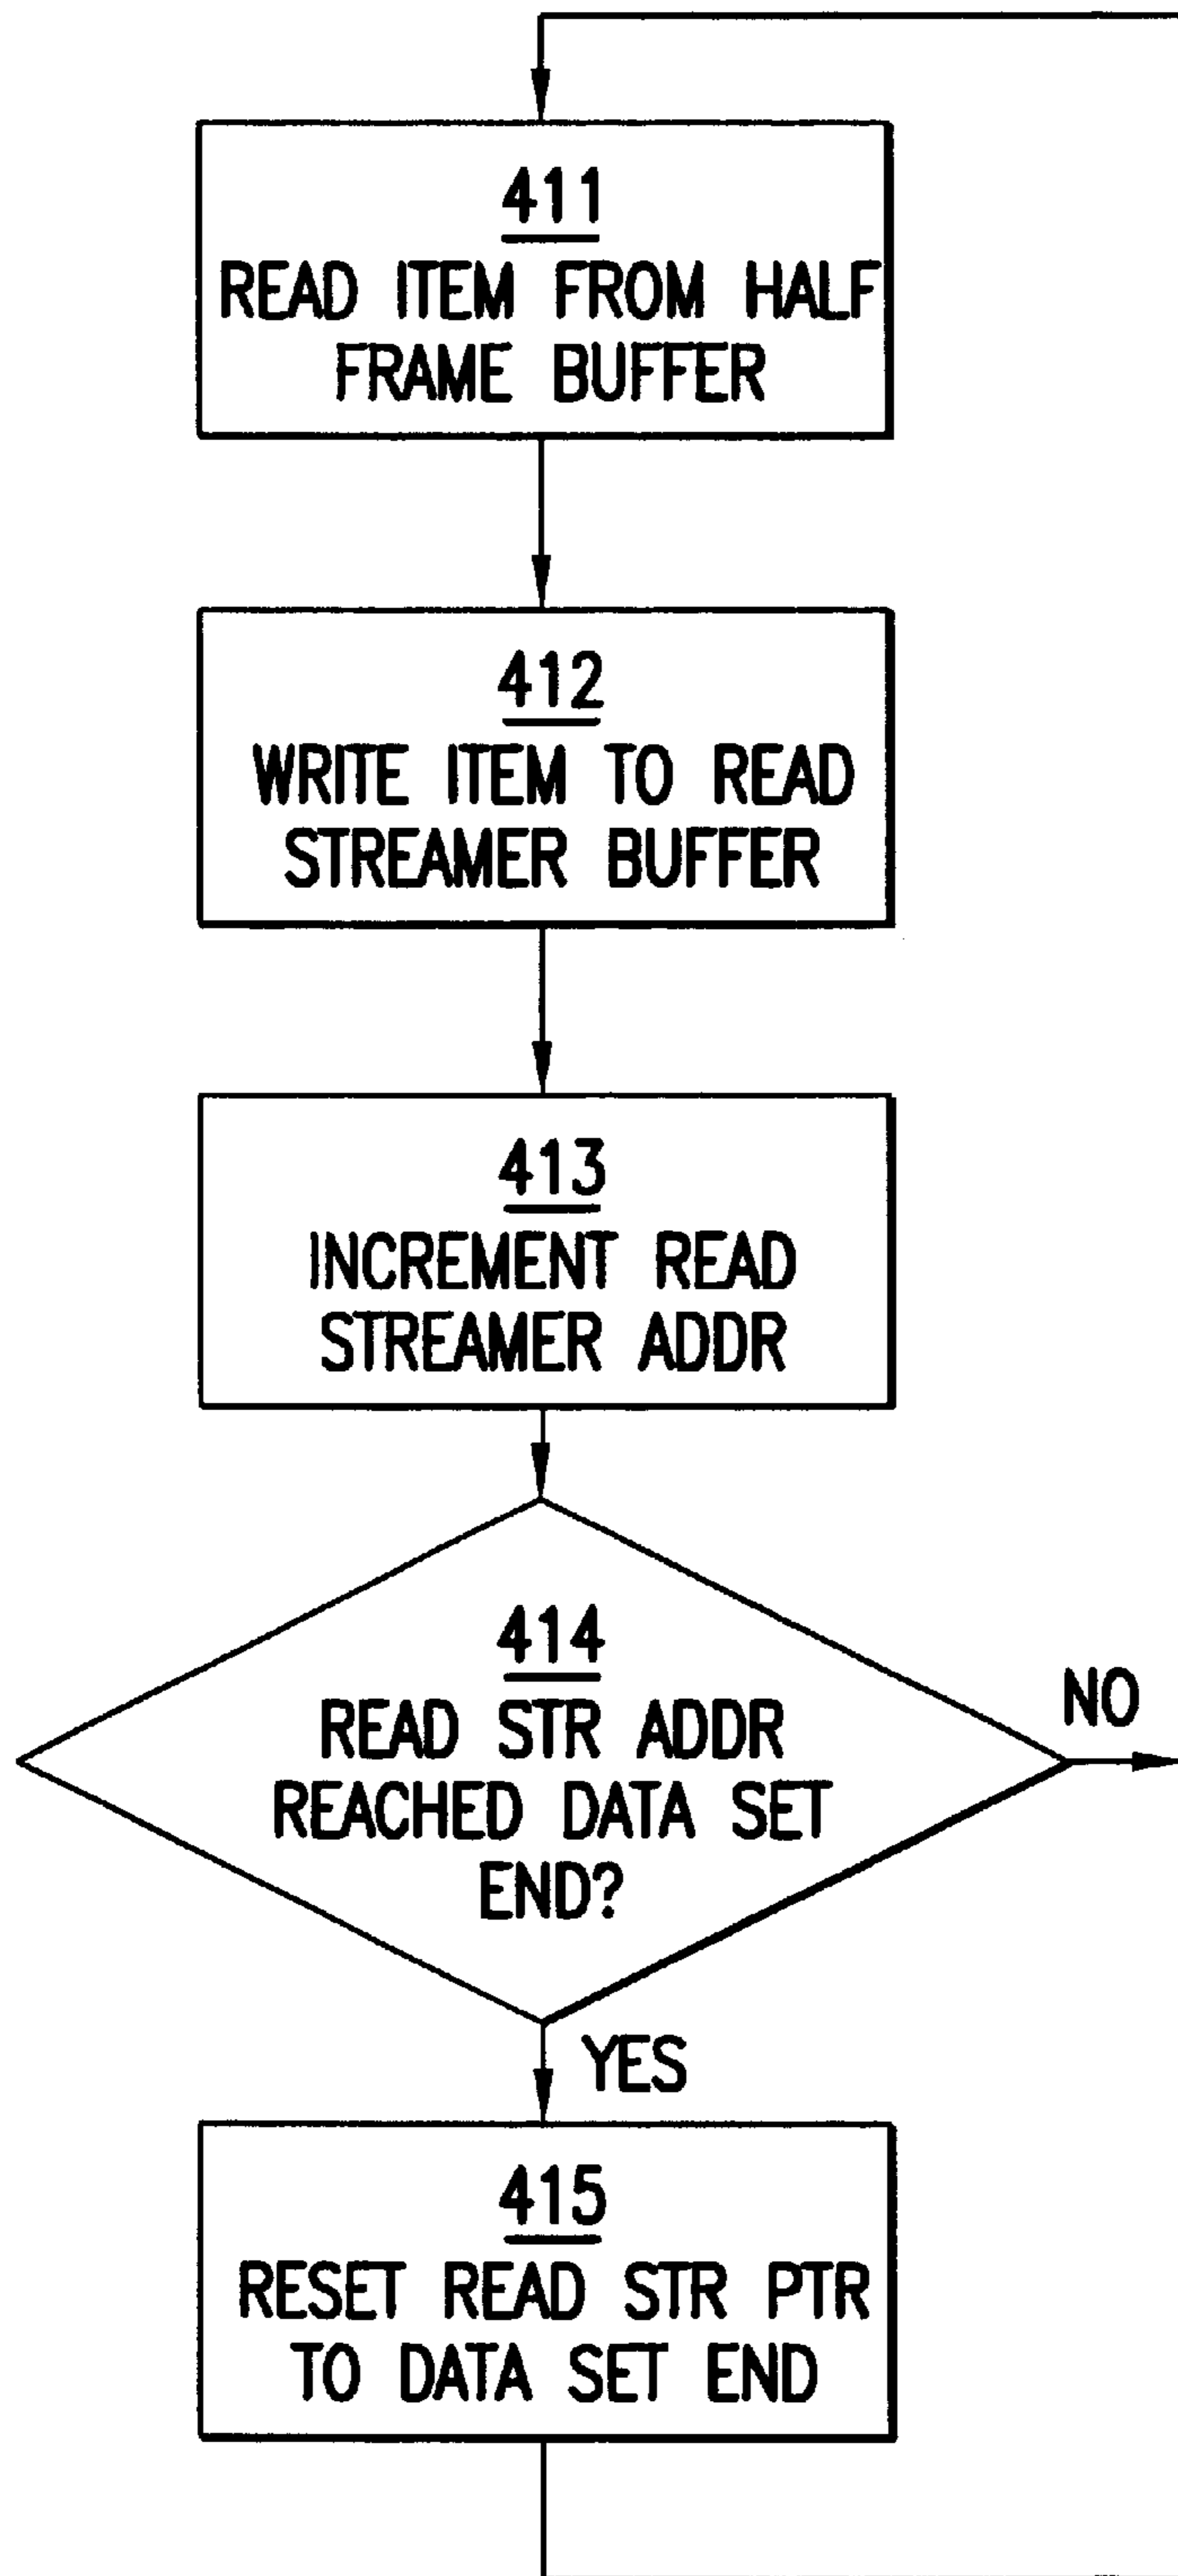 411
READ ITEM FROM HALF
FRAME BUFFER
412
WRITE ITEM TO READ
STREAMER BUFFER
413
INCREMENT READ
STREAMER ADDR
414
READ STR ADDR
REACHED DATA SET
END?
NO
YES
415
RESET READ STR PTR
TO DATA SET END